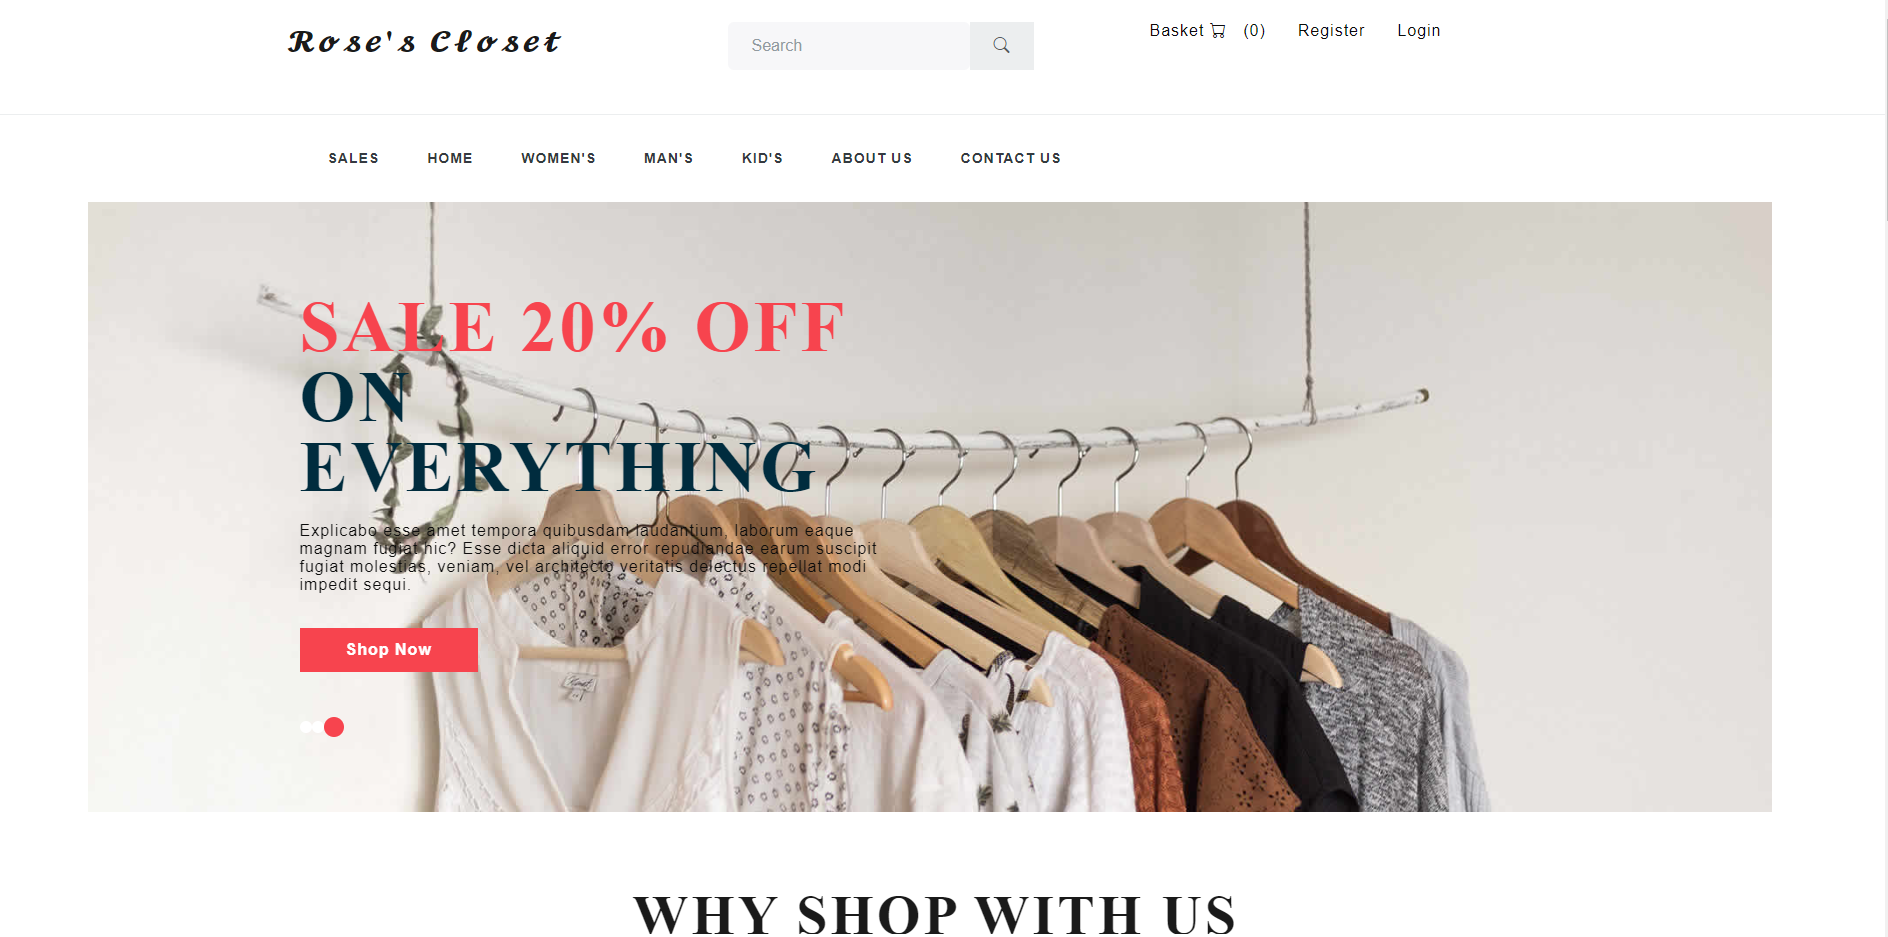 Rose's Closet
Search
Basket (0) Register Login
SALES HOME WOMEN'S MAN'S KID'S ABOUT US CONTACT US
SALE 20% OFF
ON
EVERYTHING
Explicabo esse amet tempora quibusdam laudantium, laborum eaque
magnam fugiat hic? Esse dicta aliquid error repudiandae earum suscipit
fugiat molestias, veniam, vel architecto veritatis delectus repellat modi
impedit sequi.
Shop Now
WHY SHOP WITH US